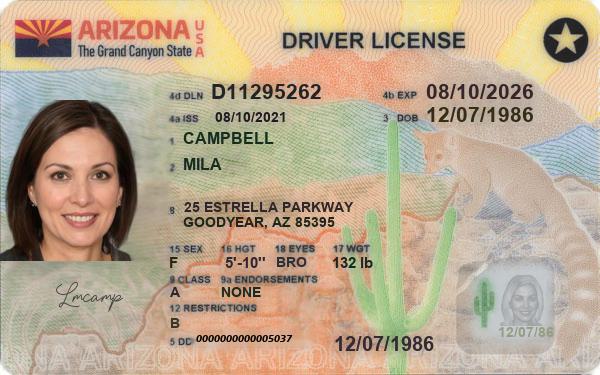 ARIZONA USA
The Grand Canyon State
DRIVER LICENSE
4d DLN D11295262
4b EXP 08/10/2026
4a ISS 08/10/2021
3 DOB 12/07/1986
1 CAMPBELL
2 MILA
8 25 ESTRELLA PARKWAY
GOODYEAR, AZ 85395
15 SEX 16 HGT 18 EYES 17 WGT
F 5'-10" BRO 132 lb
9 CLASS 9a ENDORSEMENTS
A NONE
12 RESTRICTIONS
B
Lmcamp
5 DD 0000000000005037
12/07/1986
12/07/86
ONA ARIZONA ARIZONA ARIZONA ARIZONA